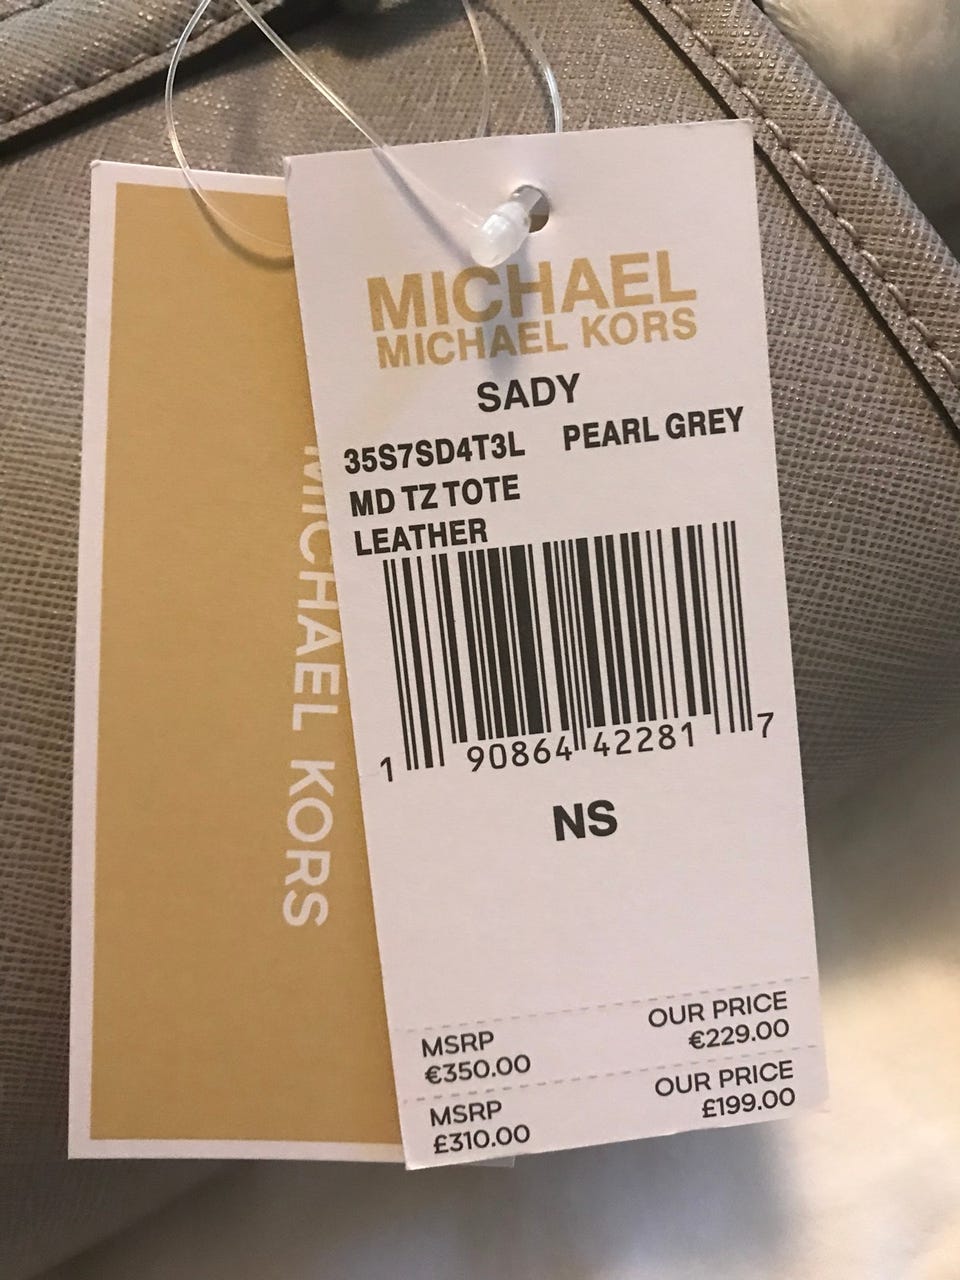 MICHAEL
MICHAEL KORS
SADY
35S7SD4T3L PEARL GREY
MD TZ TOTE
LEATHER
1 90864 42281 7
NS
MSRP OUR PRICE
€350.00 €229.00
MSRP OUR PRICE
£310.00 £199.00
MICHAEL KORS